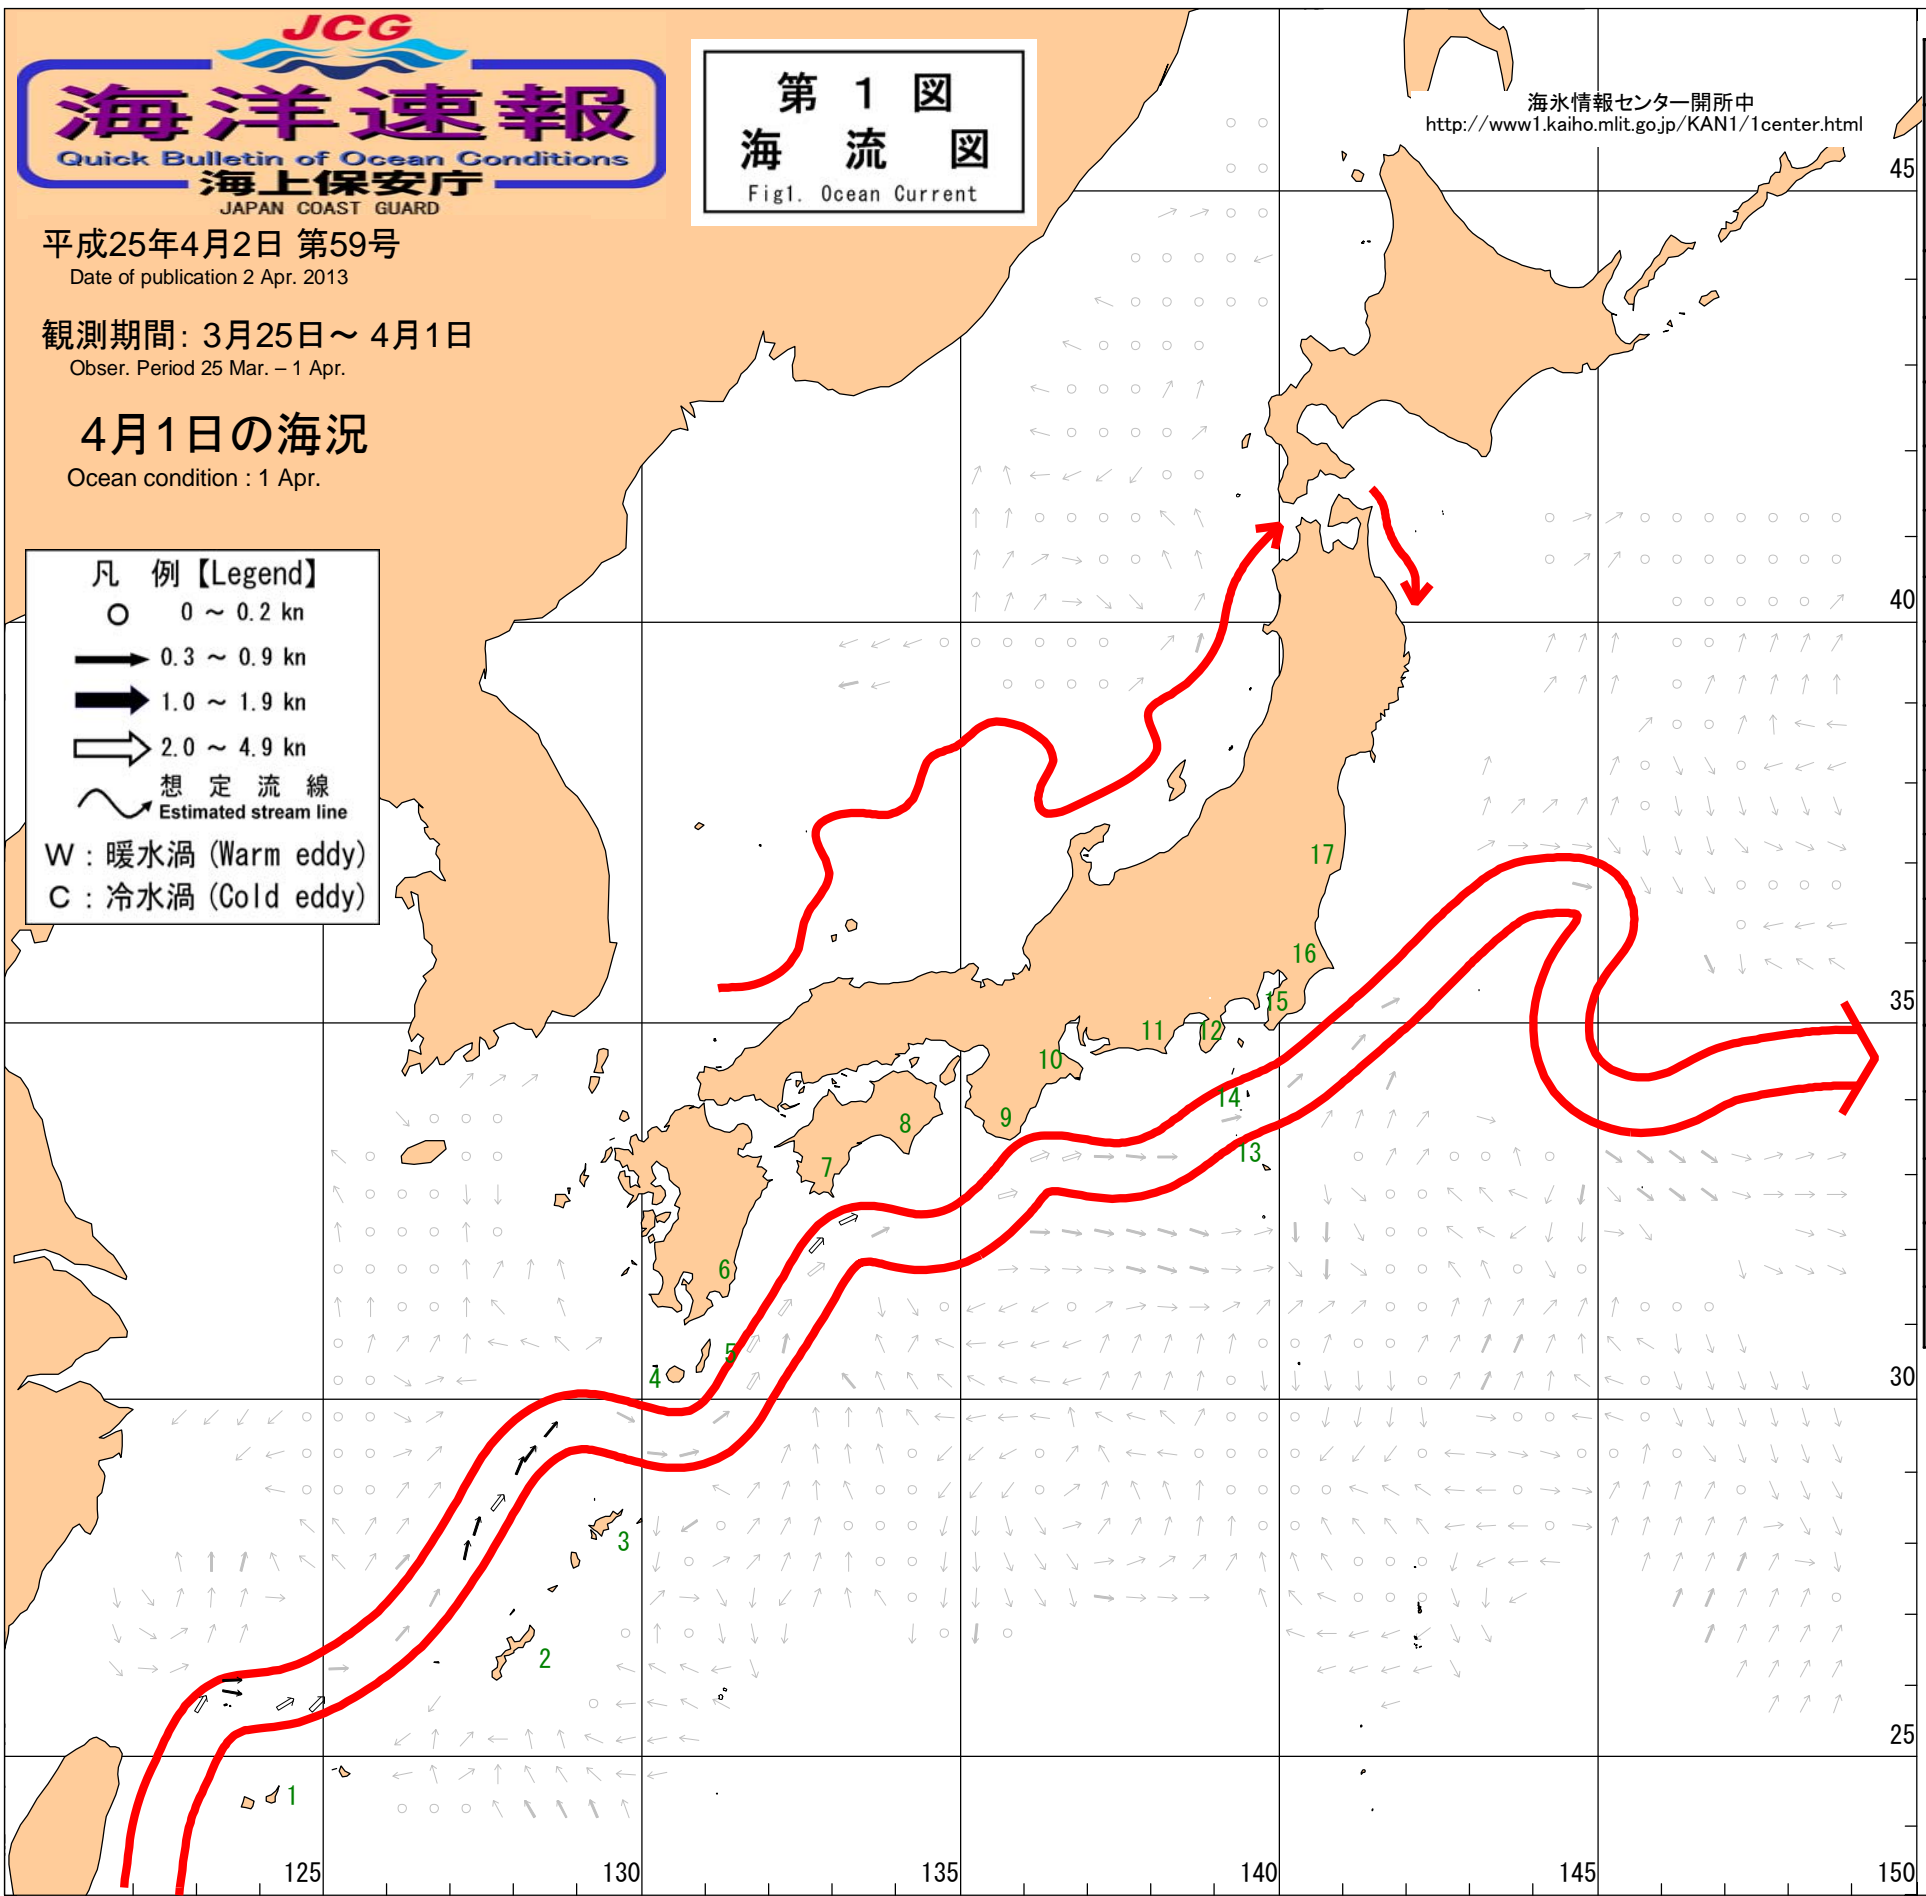 JCG
海洋速報
Quick Bulletin of Ocean Conditions
海上保安庁
JAPAN COAST GUARD
第 1 図
海 流 図
Fig1. Ocean Current
海氷情報センター開所中
http://www1.kaiho.mlit.go.jp/KAN1/1center.html
平成25年4月2日 第59号
Date of publication 2 Apr. 2013
観測期間: 3月25日～ 4月1日
Obser. Period 25 Mar. – 1 Apr.
4月1日の海況
Ocean condition : 1 Apr.
凡 例【Legend】
0 ～ 0.2 kn
0.3 ～ 0.9 kn
1.0 ～ 1.9 kn
2.0 ～ 4.9 kn
想 定 流 線
Estimated stream line
W : 暖水渦 (Warm eddy)
C : 冷水渦 (Cold eddy)
45
40
35
30
25
17
16
15
12
11
10
14
13
9
8
7
6
5
4
3
2
1
125
130
135
140
145
150